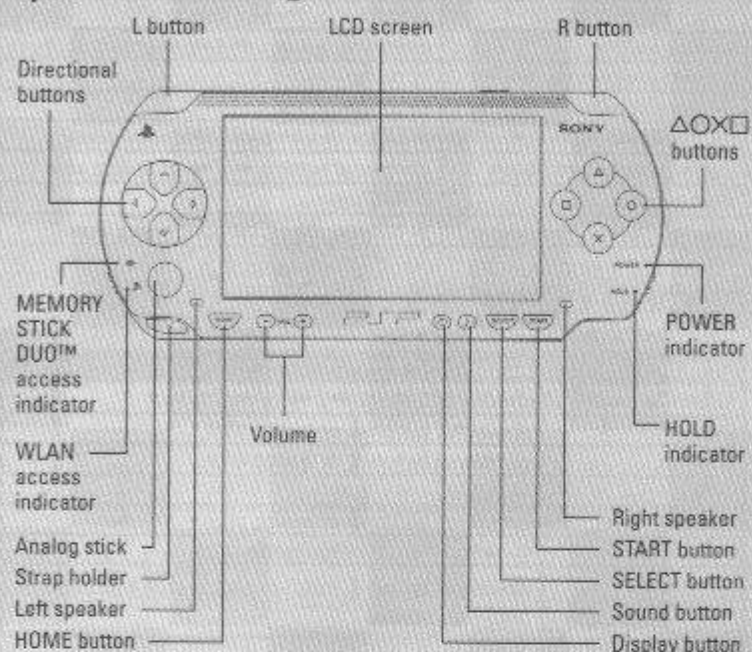 L button
LCD screen
R button
Directional
buttons
SONY
△○×□
buttons
POWER
HOLD
MEMORY
STICK
DUO™
access
indicator
POWER
indicator
Volume
WLAN
access
indicator
HOLD
indicator
Analog stick
Strap holder
Left speaker
HOME button
Right speaker
START button
SELECT button
Sound button
Display button